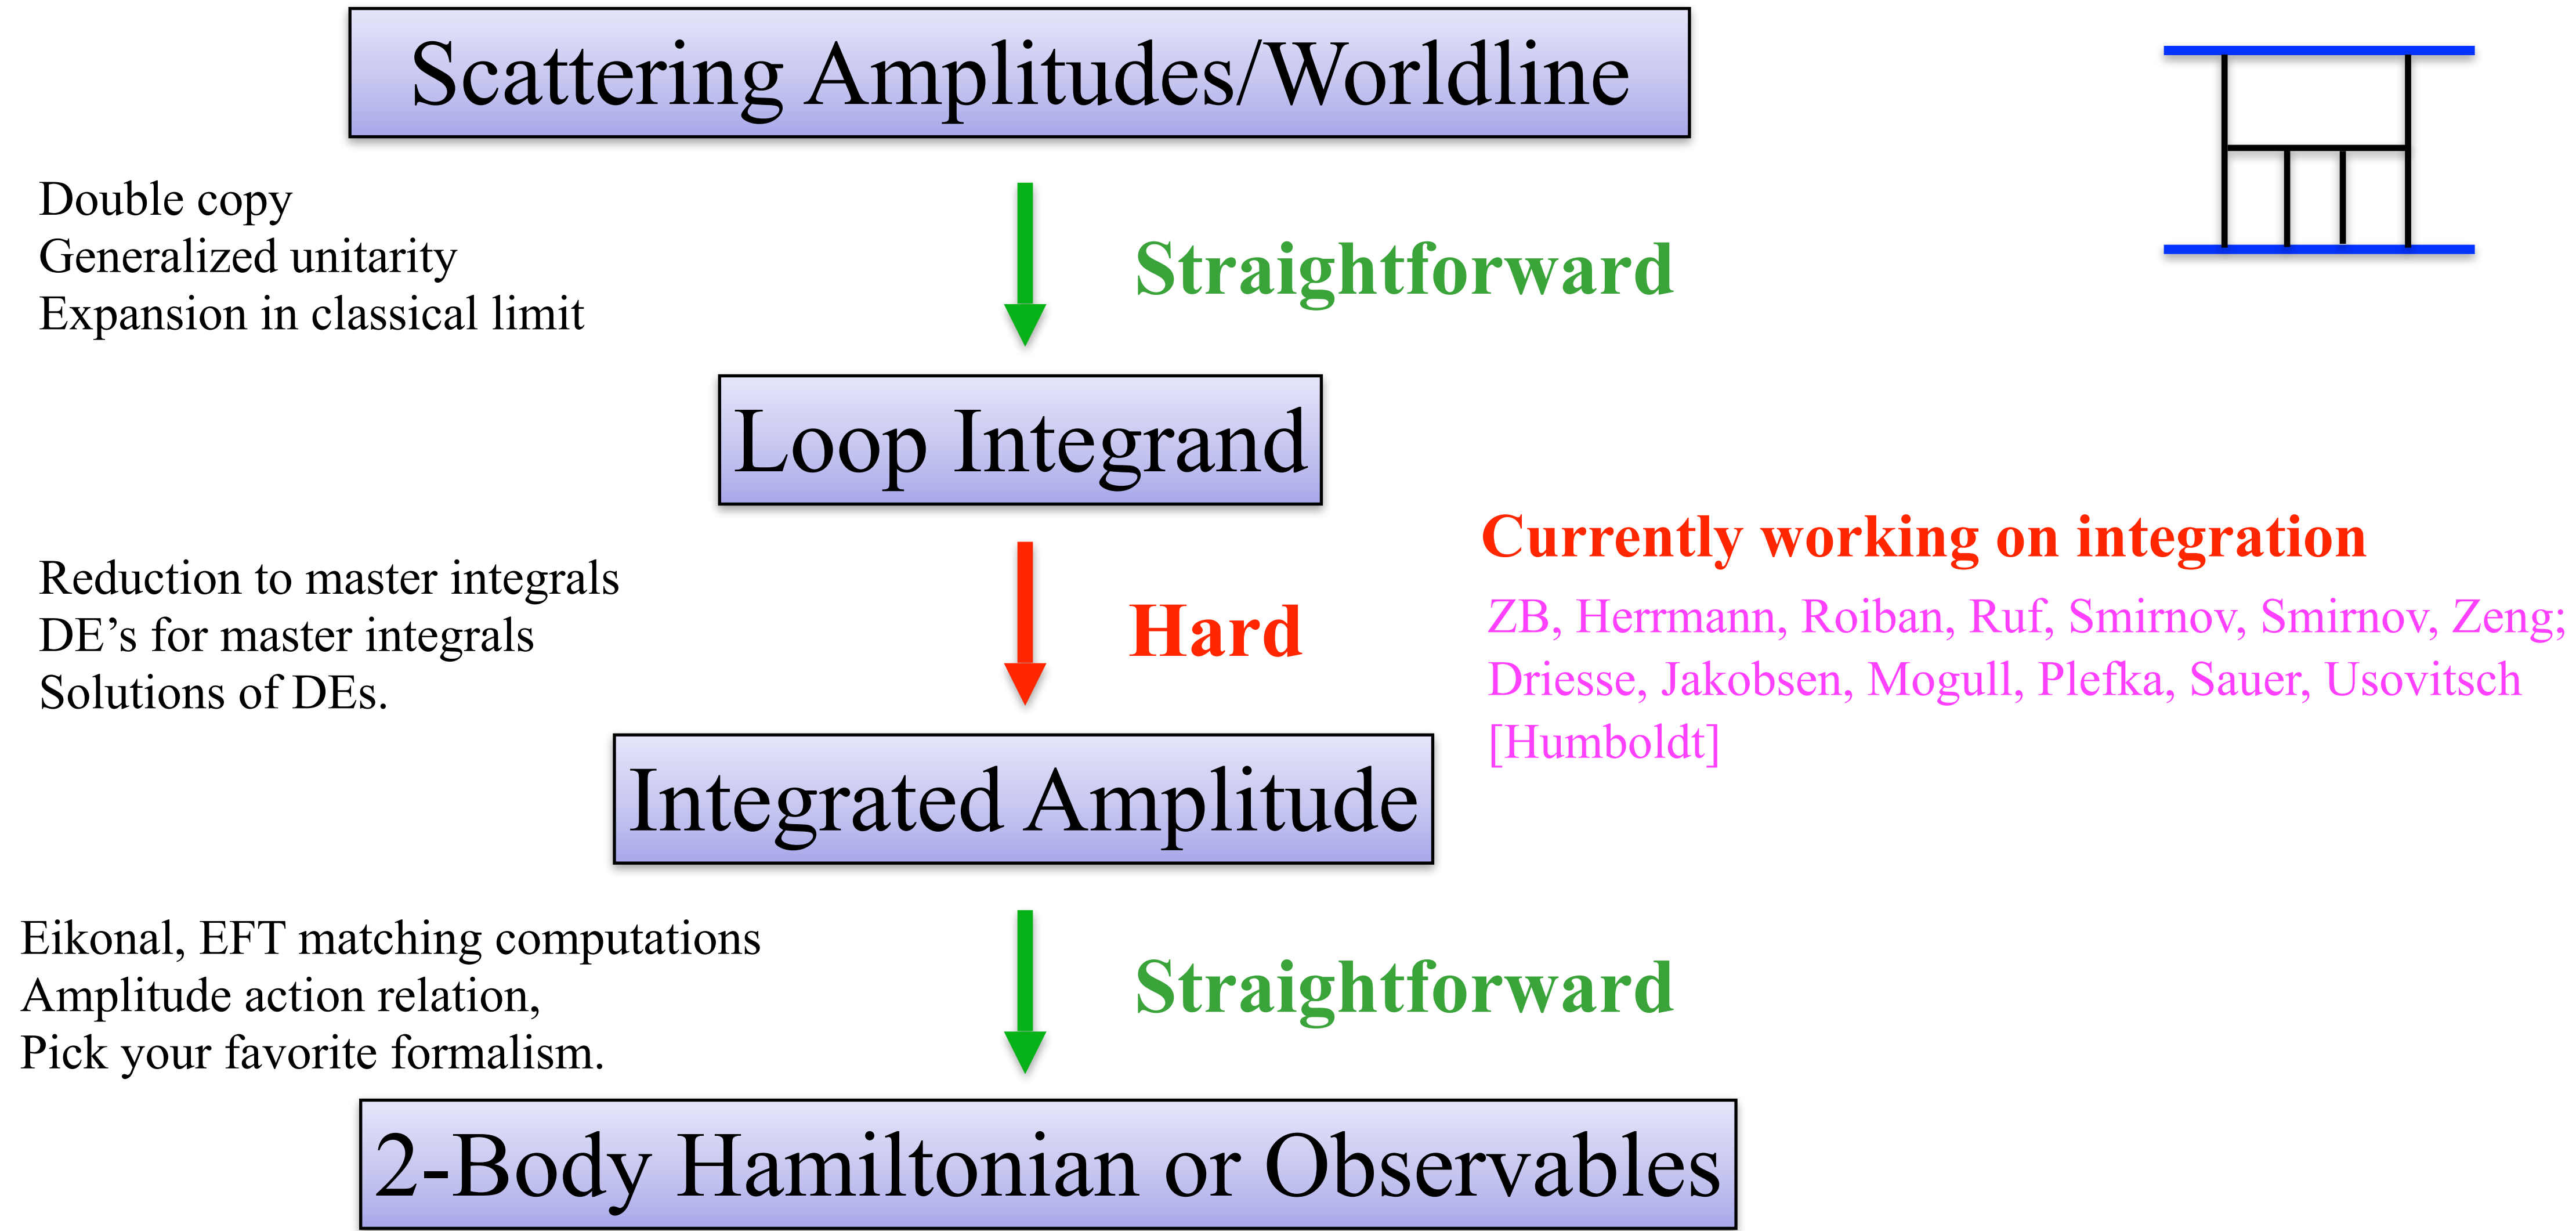 Scattering Amplitudes/Worldline
Double copy
Generalized unitarity
Expansion in classical limit
Straightforward
Loop Integrand
Reduction to master integrals
DE’s for master integrals
Solutions of DEs.
Hard
Currently working on integration
ZB, Herrmann, Roiban, Ruf, Smirnov, Smirnov, Zeng;
Driesse, Jakobsen, Mogull, Plefka, Sauer, Usovitsch
[Humboldt]
Integrated Amplitude
Eikonal, EFT matching computations
Amplitude action relation,
Pick your favorite formalism.
Straightforward
2-Body Hamiltonian or Observables